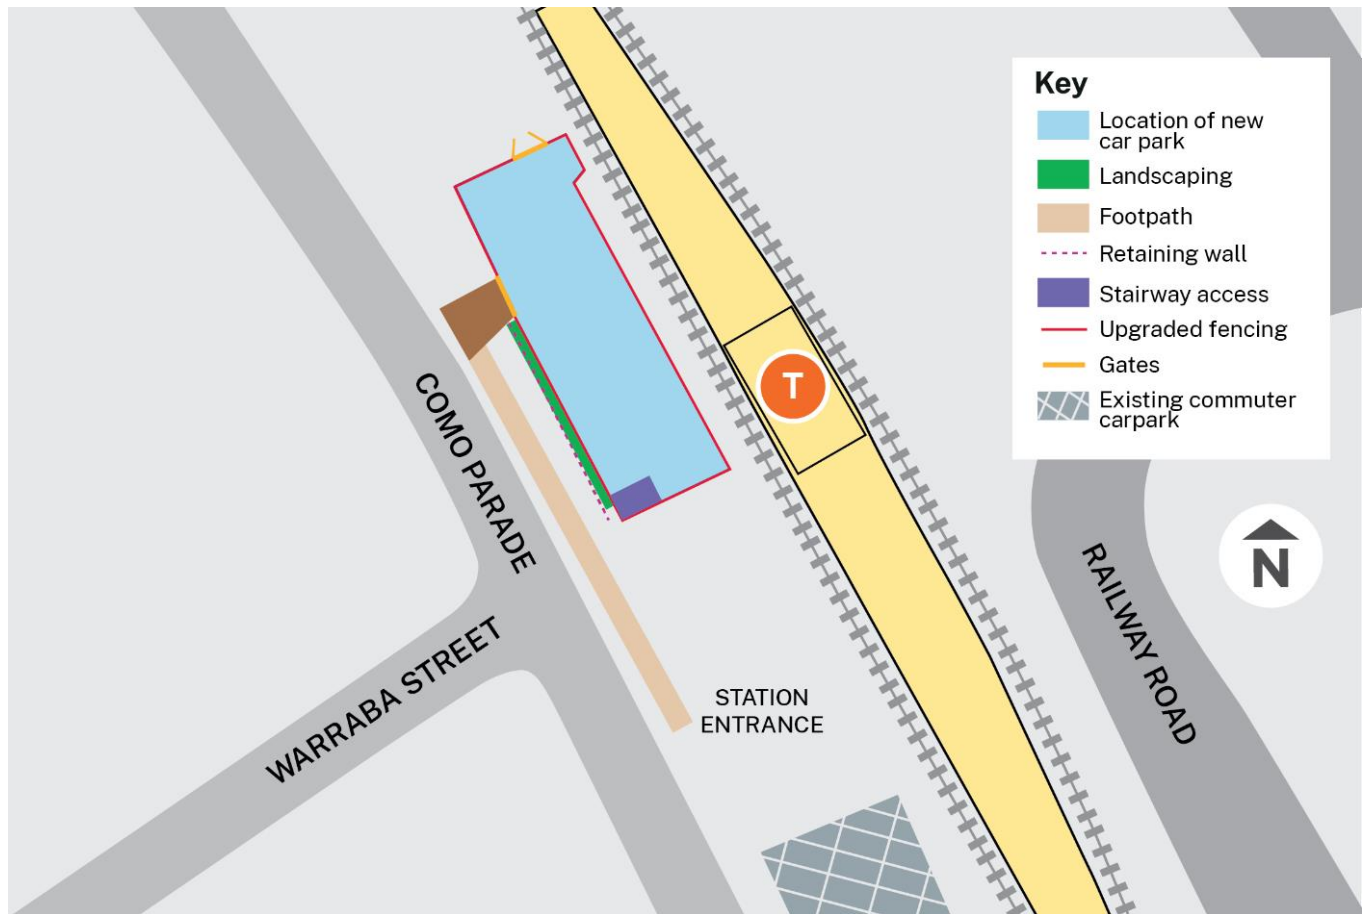 Key
Location of new
car park
Landscaping
Footpath
Retaining wall
Stairway access
Upgraded fencing
Gates
Existing commuter
carpark
T
COMO PARADE
N
RAILWAY ROAD
WARRABA STREET
STATION
ENTRANCE